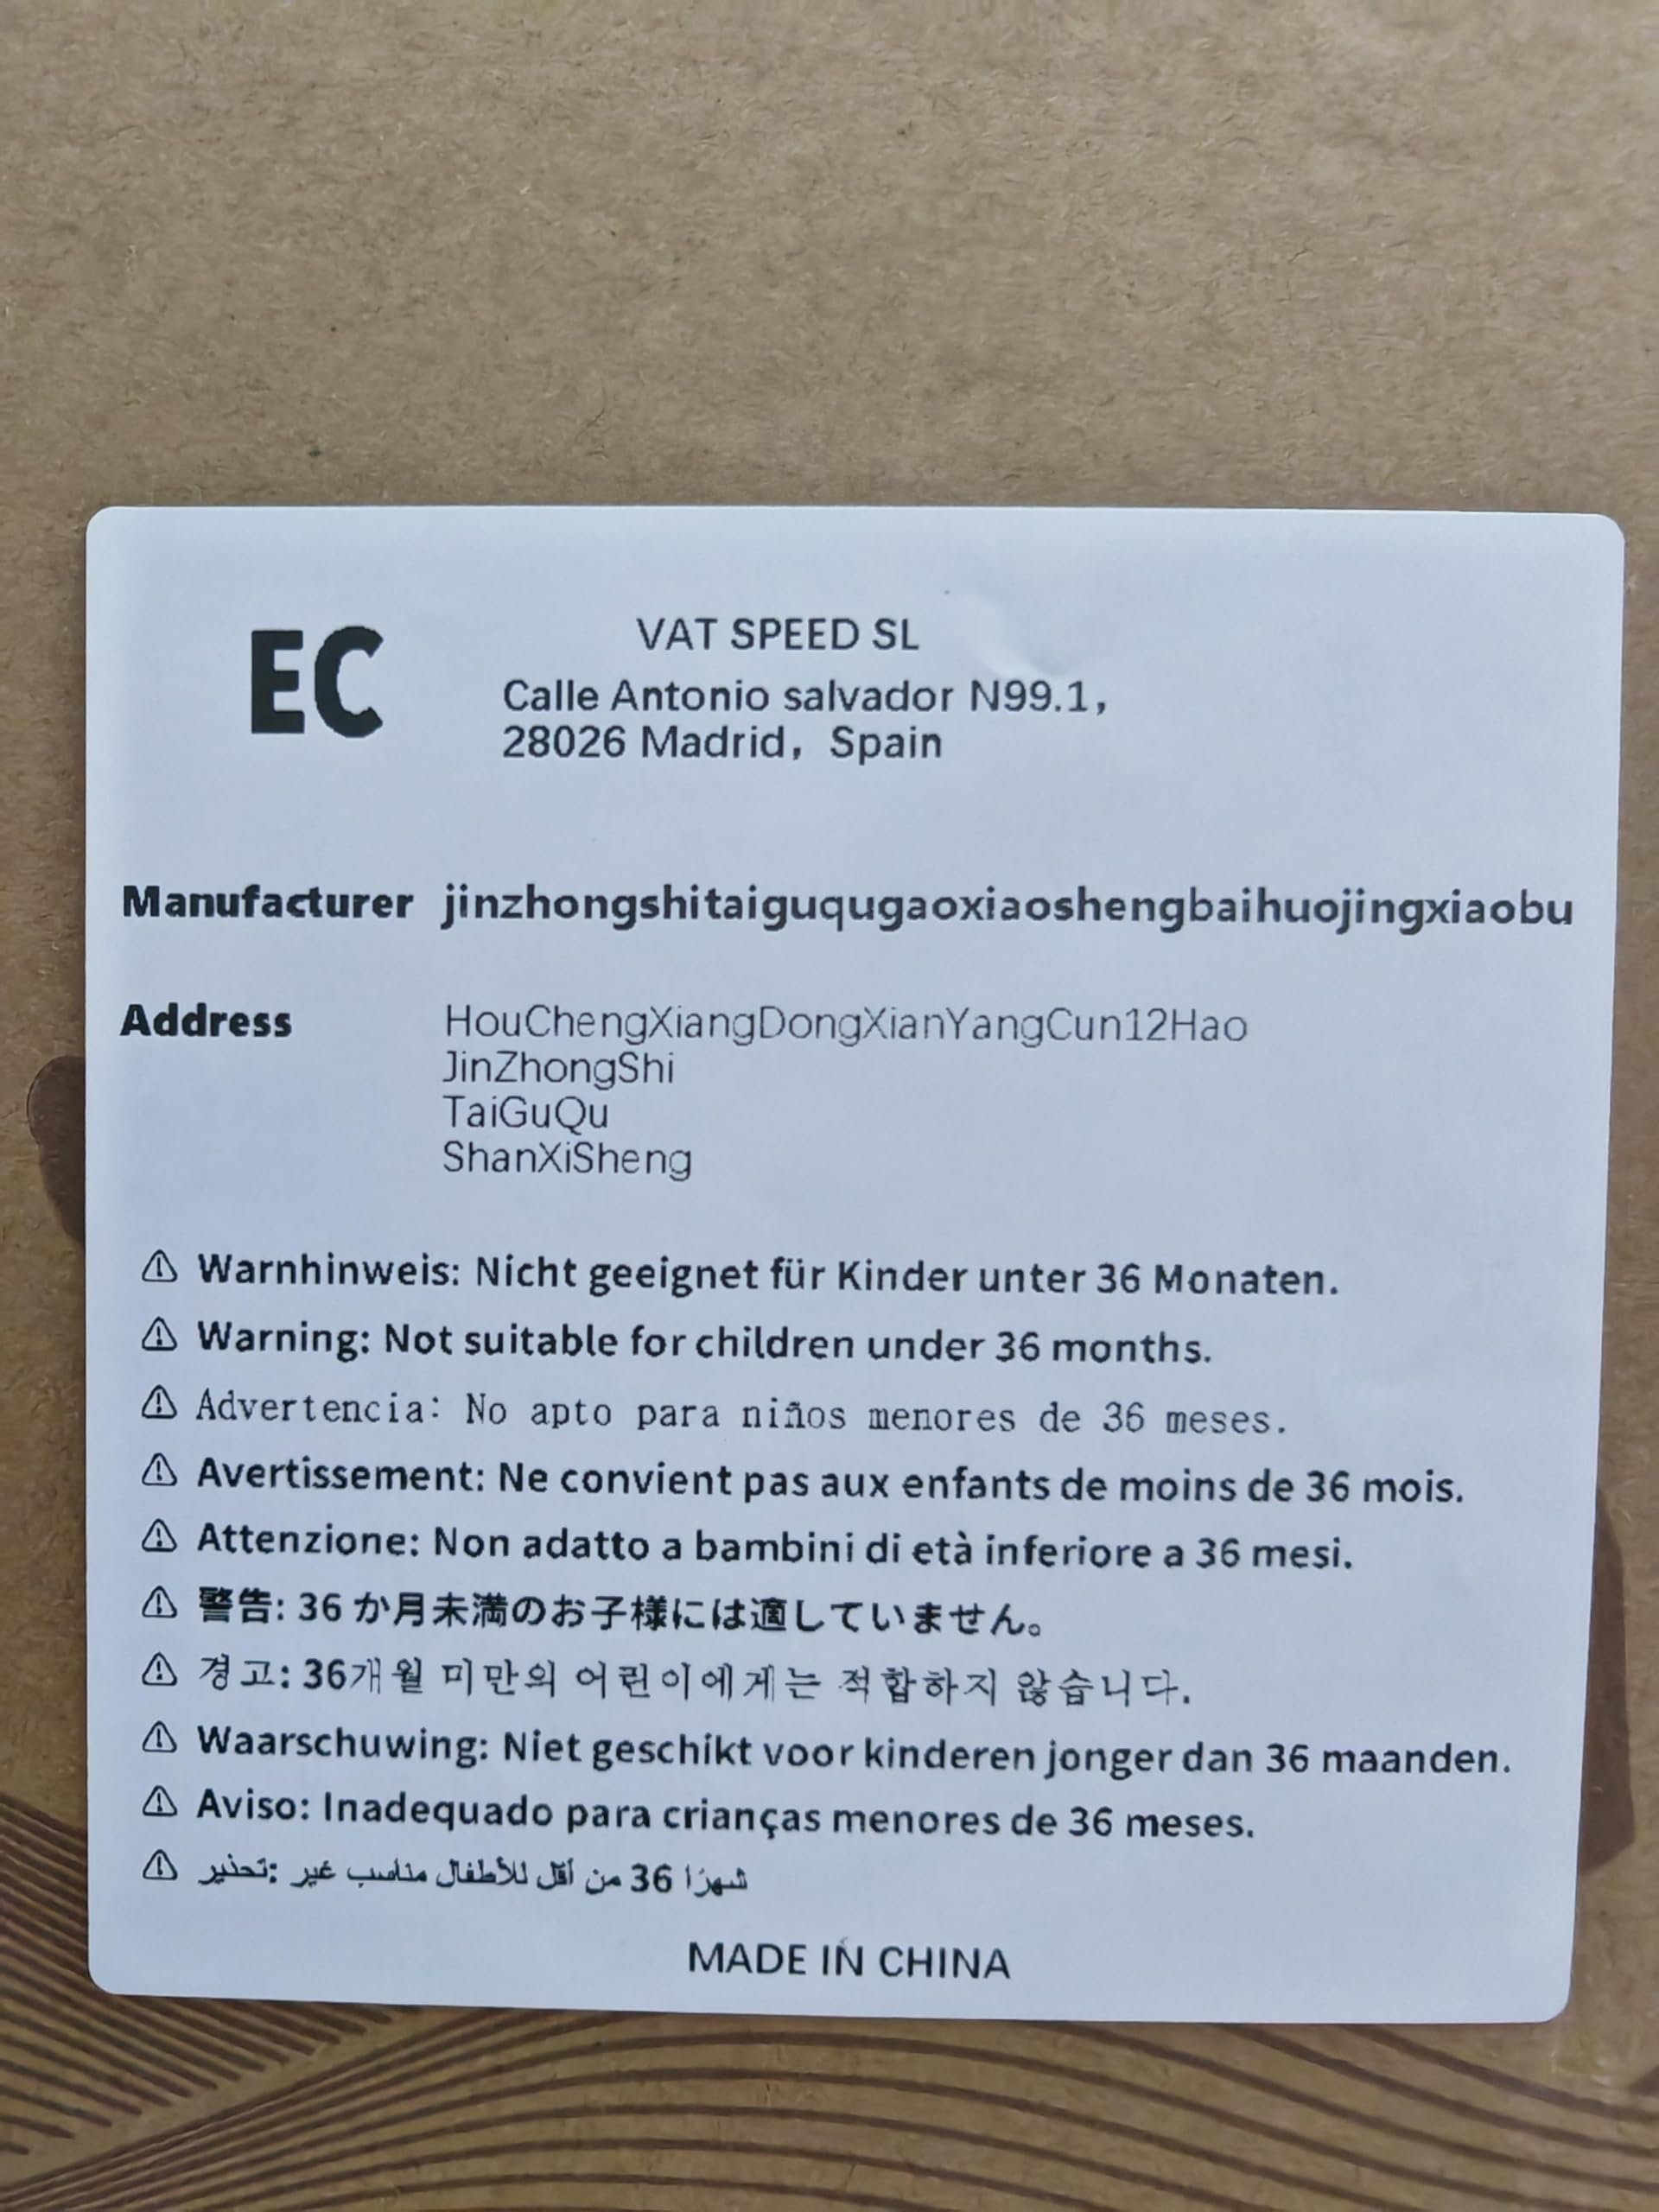 EC
VAT SPEED SL
Calle Antonio salvador N99.1,
28026 Madrid, Spain
Manufacturer jinzhongshitaiguqugaoxiaoshengbaihuojingxiaobu
Address HouChengXiangDongXianYangCun12Hao
JinZhongShi
TaiGuQu
ShanXiSheng
⚠ Warnhinweis: Nicht geeignet für Kinder unter 36 Monaten.
⚠ Warning: Not suitable for children under 36 months.
⚠ Advertencia: No apto para niños menores de 36 meses.
⚠ Avertissement: Ne convient pas aux enfants de moins de 36 mois.
⚠ Attenzione: Non adatto a bambini di età inferiore a 36 mesi.
⚠ 警告: 36 か月未満のお子様には適していません。
⚠ 경고: 36개월 미만의 어린이에게는 적합하지 않습니다.
⚠ Waarschuwing: Niet geschikt voor kinderen jonger dan 36 maanden.
⚠ Aviso: Inadequado para crianças menores de 36 meses.
⚠ تحذير: غير مناسب للأطفال أقل من 36 شهرًا
MADE IN CHINA